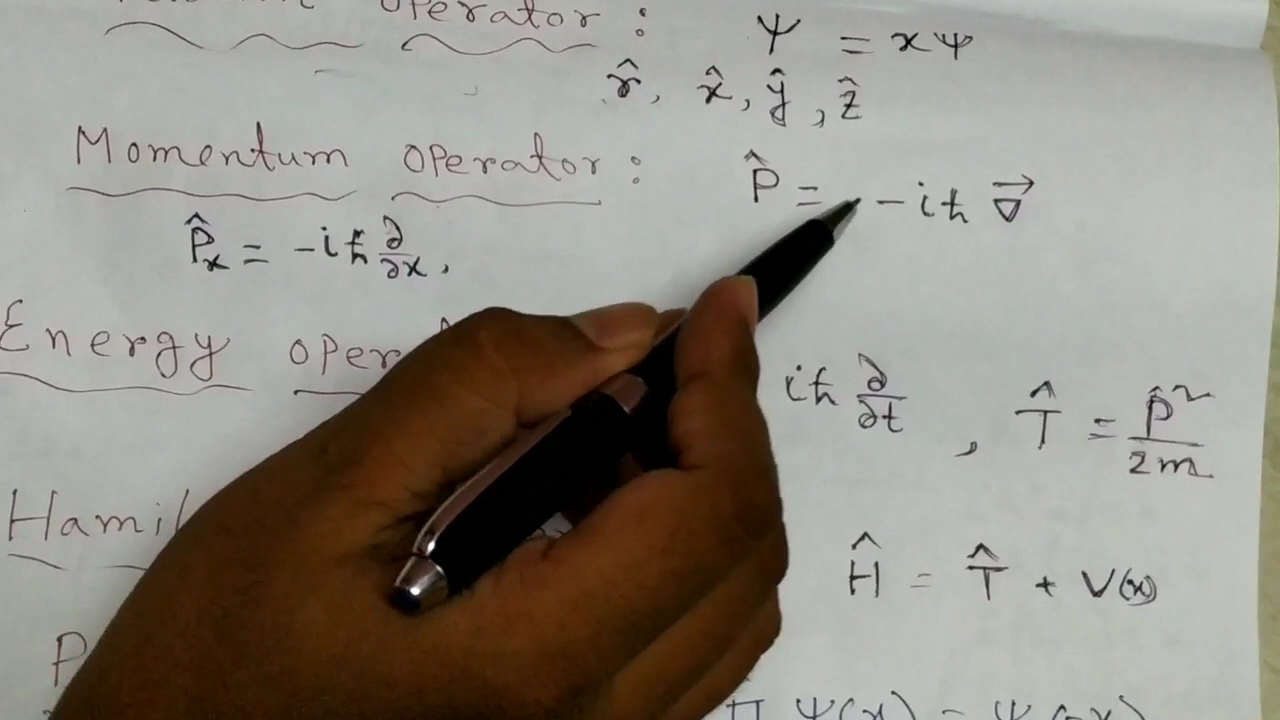 Operator : Ψ = xΨ
r̂, x̂, ŷ, ẑ
Momentum Operator : P̂ = -iħ ∇⃗
P̂ₓ = -iħ ∂/∂x,
Energy oper iħ ∂/∂t , T̂ = P̂²/2m
Hamil Ĥ = T̂ + V(x)
P
Π Ψ(x) = Ψ(-x)